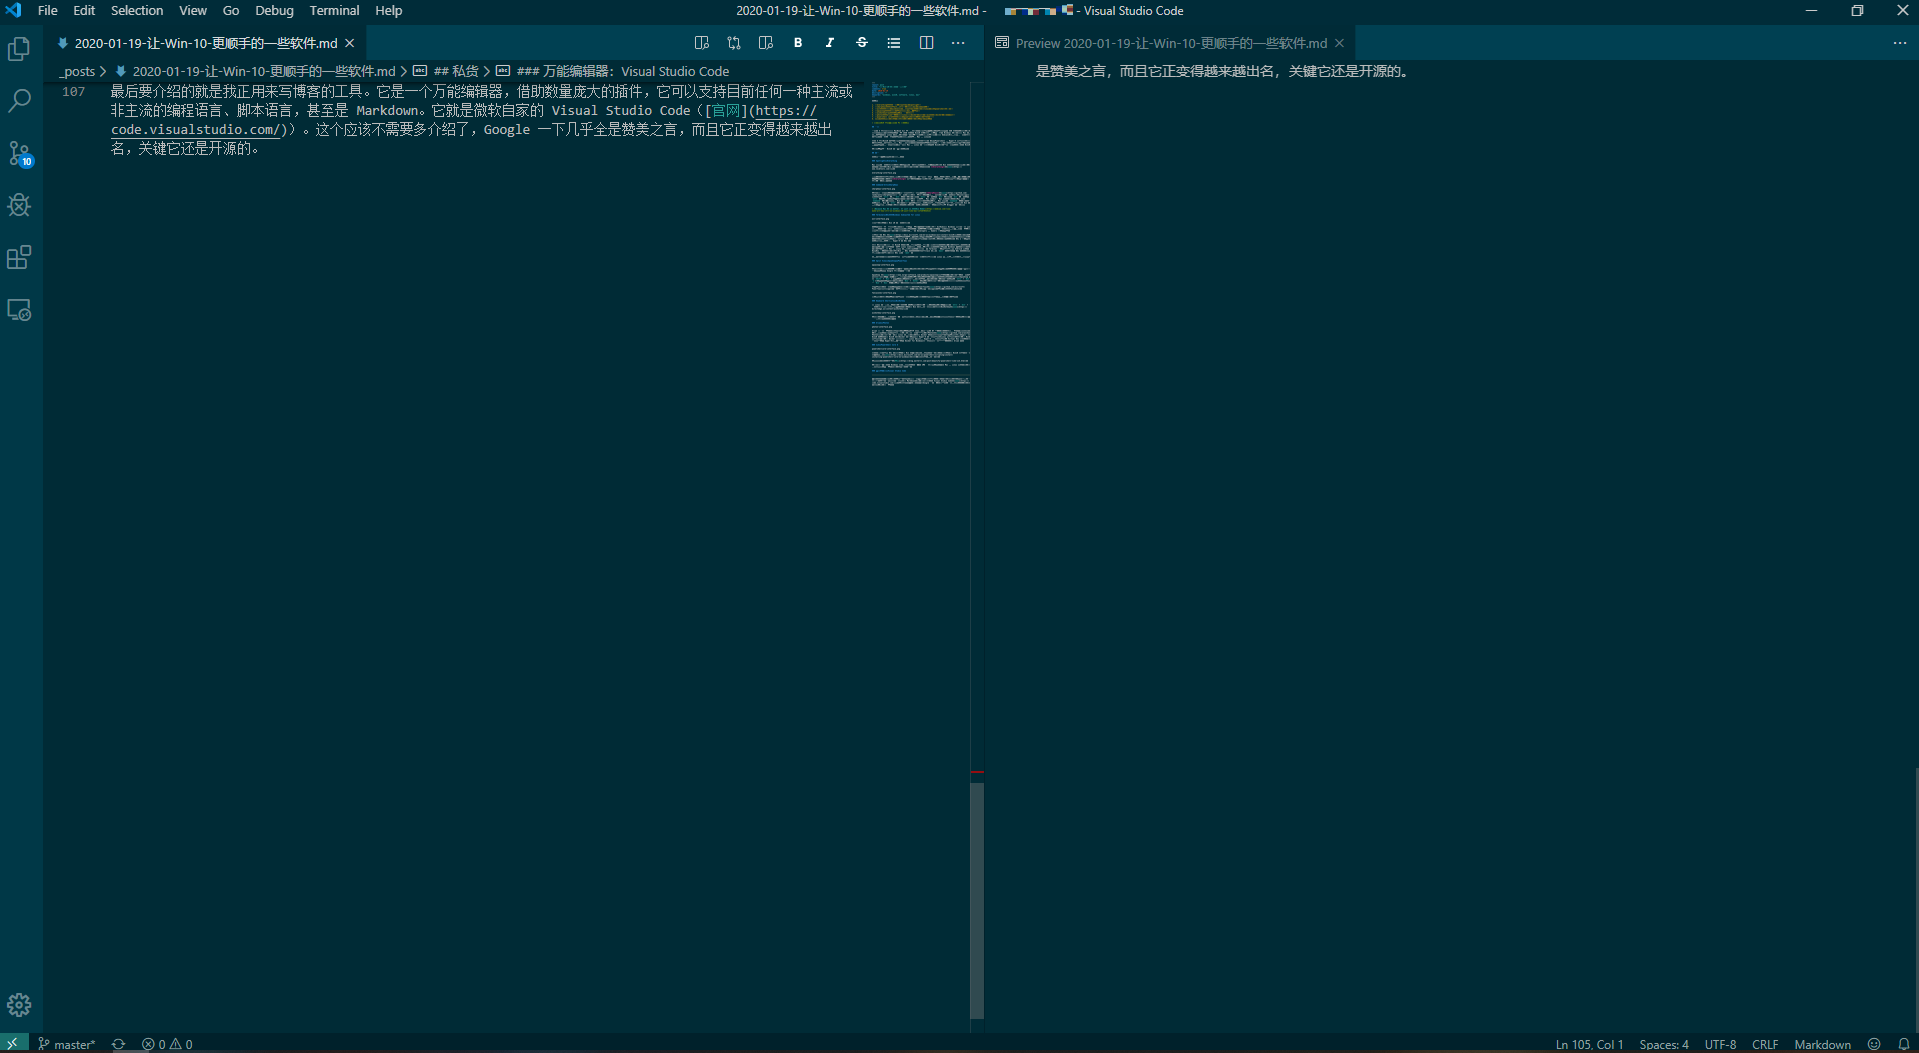 File Edit Selection View Go Debug Terminal Help
2020-01-19-让-Win-10-更顺手的一些软件.md -
- Visual Studio Code
2020-01-19-让-Win-10-更顺手的一些软件.md
Preview 2020-01-19-让-Win-10-更顺手的一些软件.md
_posts > 2020-01-19-让-Win-10-更顺手的一些软件.md > ## 私货 > ### 万能编辑器：Visual Studio Code
107 最后要介绍的就是我正用来写博客的工具。它是一个万能编辑器，借助数量庞大的插件，它可以支持目前任何一种主流或
非主流的编程语言、脚本语言，甚至是 Markdown。它就是微软自家的 Visual Studio Code（[官网](https://
code.visualstudio.com/)）。这个应该不需要多介绍了，Google 一下几乎全是赞美之言，而且它正变得越来越出
名，关键它还是开源的。
是赞美之言，而且它正变得越来越出名，关键它还是开源的。
10
master* 0 0
Ln 105, Col 1 Spaces: 4 UTF-8 CRLF Markdown